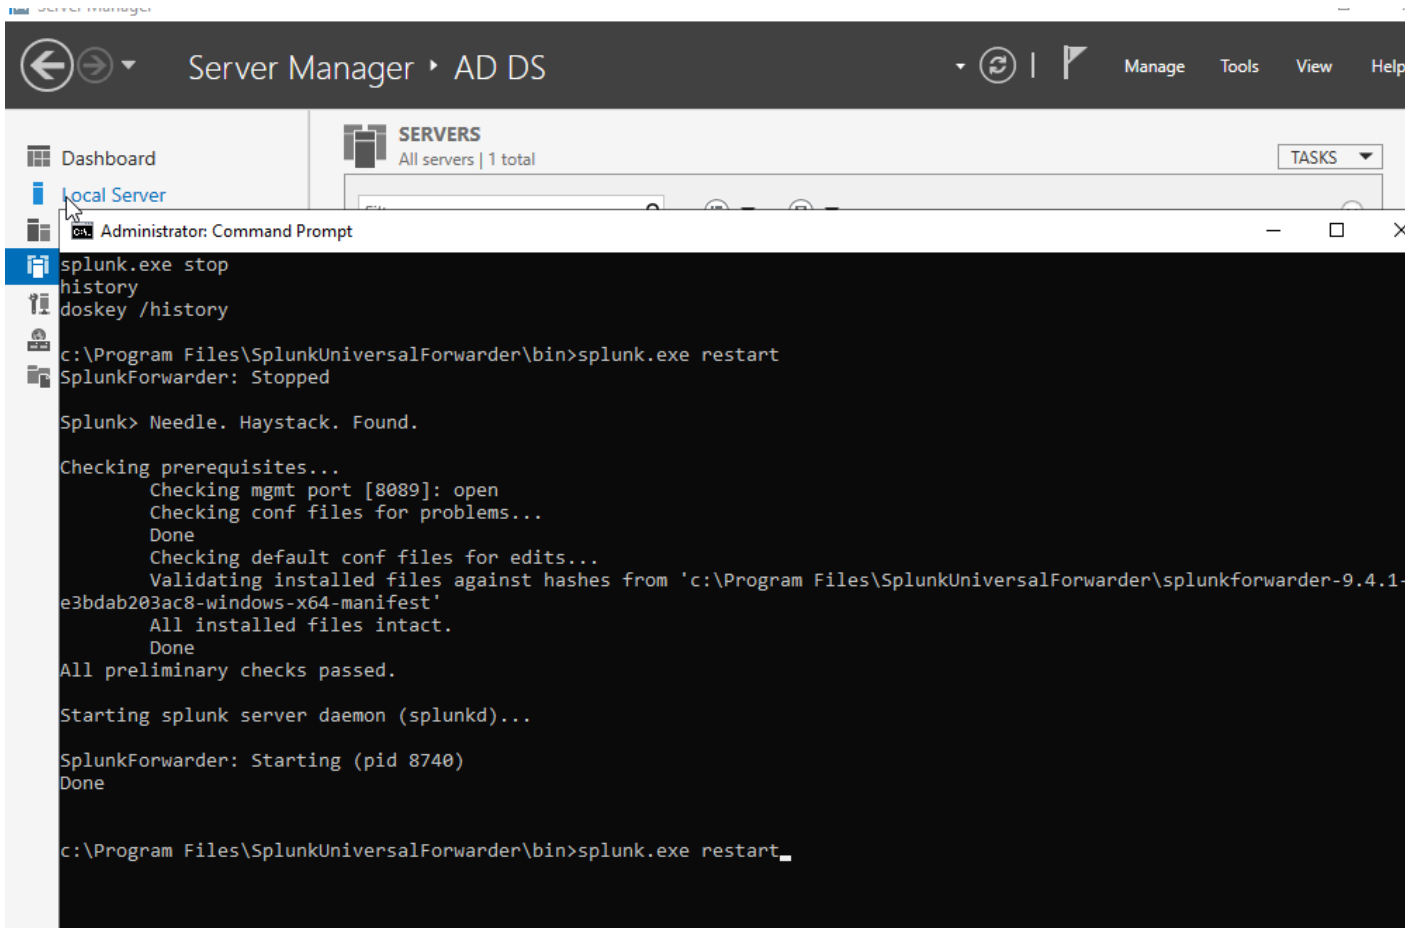 Server Manager
Server Manager ‣ AD DS
Manage Tools View Help
Dashboard
Local Server
SERVERS
All servers | 1 total
TASKS
Administrator: Command Prompt
splunk.exe stop
history
doskey /history
c:\Program Files\SplunkUniversalForwarder\bin>splunk.exe restart
SplunkForwarder: Stopped
Splunk> Needle. Haystack. Found.
Checking prerequisites...
Checking mgmt port [8089]: open
Checking conf files for problems...
Done
Checking default conf files for edits...
Validating installed files against hashes from 'c:\Program Files\SplunkUniversalForwarder\splunkforwarder-9.4.1-
e3bdab203ac8-windows-x64-manifest'
All installed files intact.
Done
All preliminary checks passed.
Starting splunk server daemon (splunkd)...
SplunkForwarder: Starting (pid 8740)
Done
c:\Program Files\SplunkUniversalForwarder\bin>splunk.exe restart